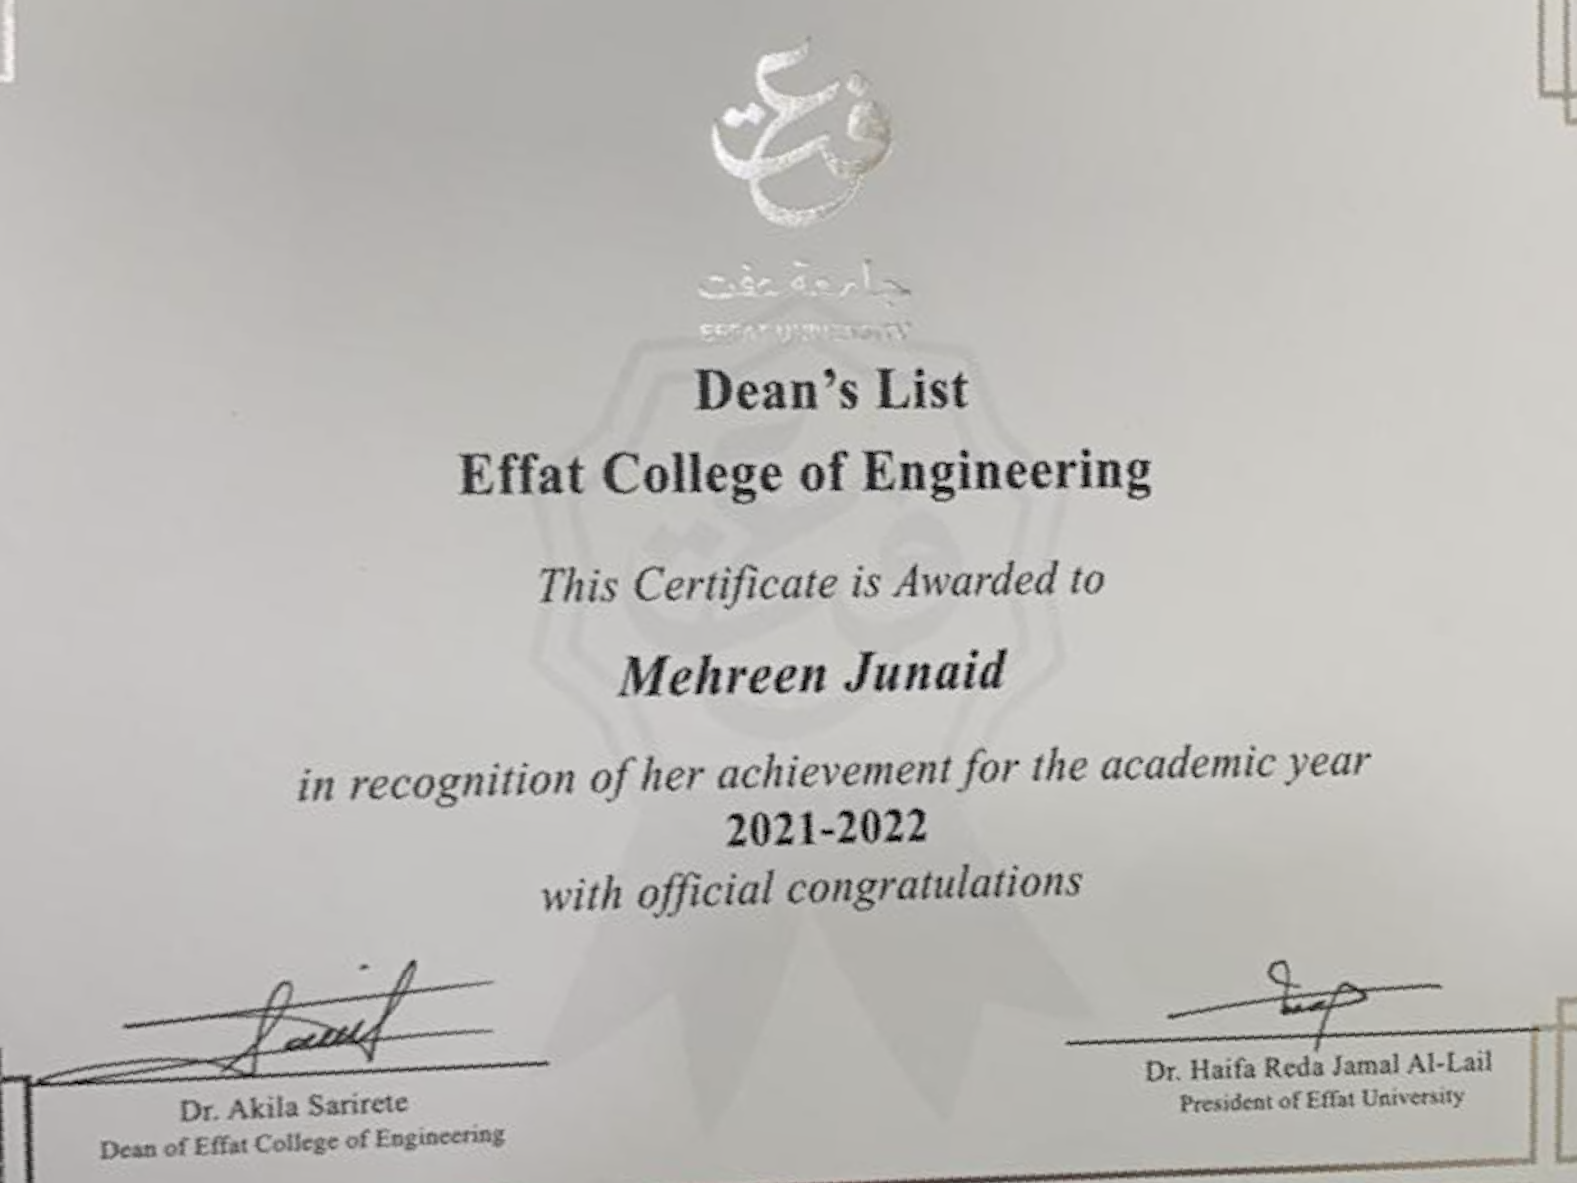 عفت
جامعة عفت
EFFAT UNIVERSITY
Dean's List
Effat College of Engineering
This Certificate is Awarded to
Mehreen Junaid
in recognition of her achievement for the academic year
2021-2022
with official congratulations
Dr. Akila Sarirete
Dean of Effat College of Engineering
Dr. Haifa Reda Jamal Al-Lail
President of Effat University